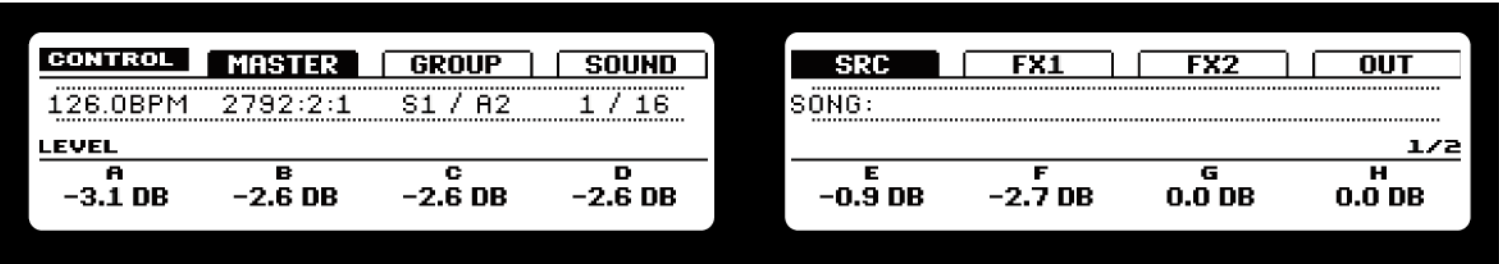 CONTROL MASTER GROUP SOUND
126.0BPM 2792:2:1 S1 / A2 1 / 16
LEVEL
A B C D
-3.1 DB -2.6 DB -2.6 DB -2.6 DB
SRC FX1 FX2 OUT
SONG:
1/2
E F G H
-0.9 DB -2.7 DB 0.0 DB 0.0 DB